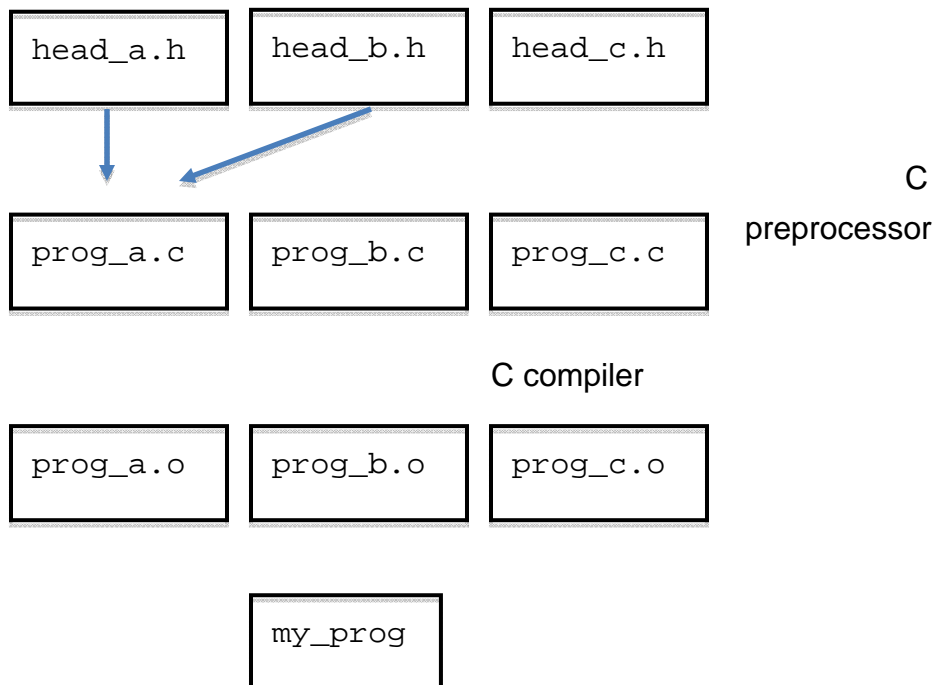 head_a.h
head_b.h
head_c.h
C
preprocessor
prog_a.c
prog_b.c
prog_c.c
C compiler
prog_a.o
prog_b.o
prog_c.o
my_prog